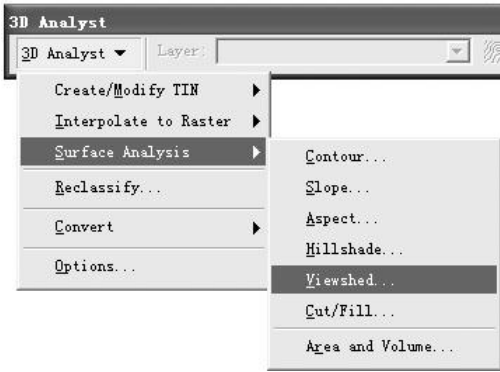 3D Analyst
3D Analyst
Layer:
Create/Modify TIN
Interpolate to Raster
Surface Analysis
Reclassify...
Convert
Options...
Contour...
Slope...
Aspect...
Hillshade...
Viewshed...
Cut/Fill...
Area and Volume...